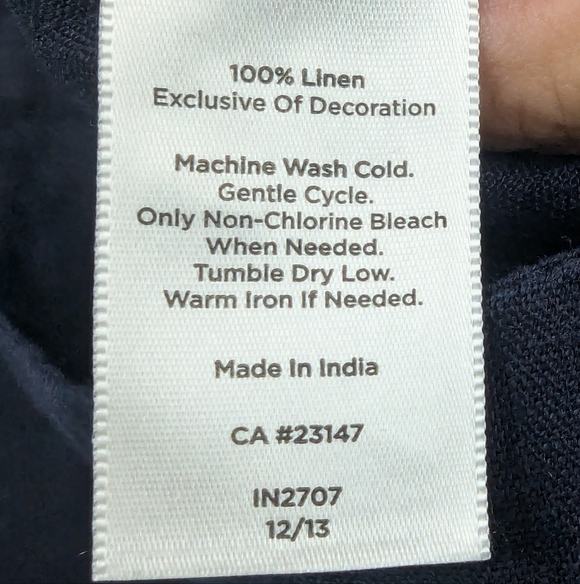 100% Linen
Exclusive Of Decoration
Machine Wash Cold.
Gentle Cycle.
Only Non-Chlorine Bleach
When Needed.
Tumble Dry Low.
Warm Iron If Needed.
Made In India
CA #23147
IN2707
12/13